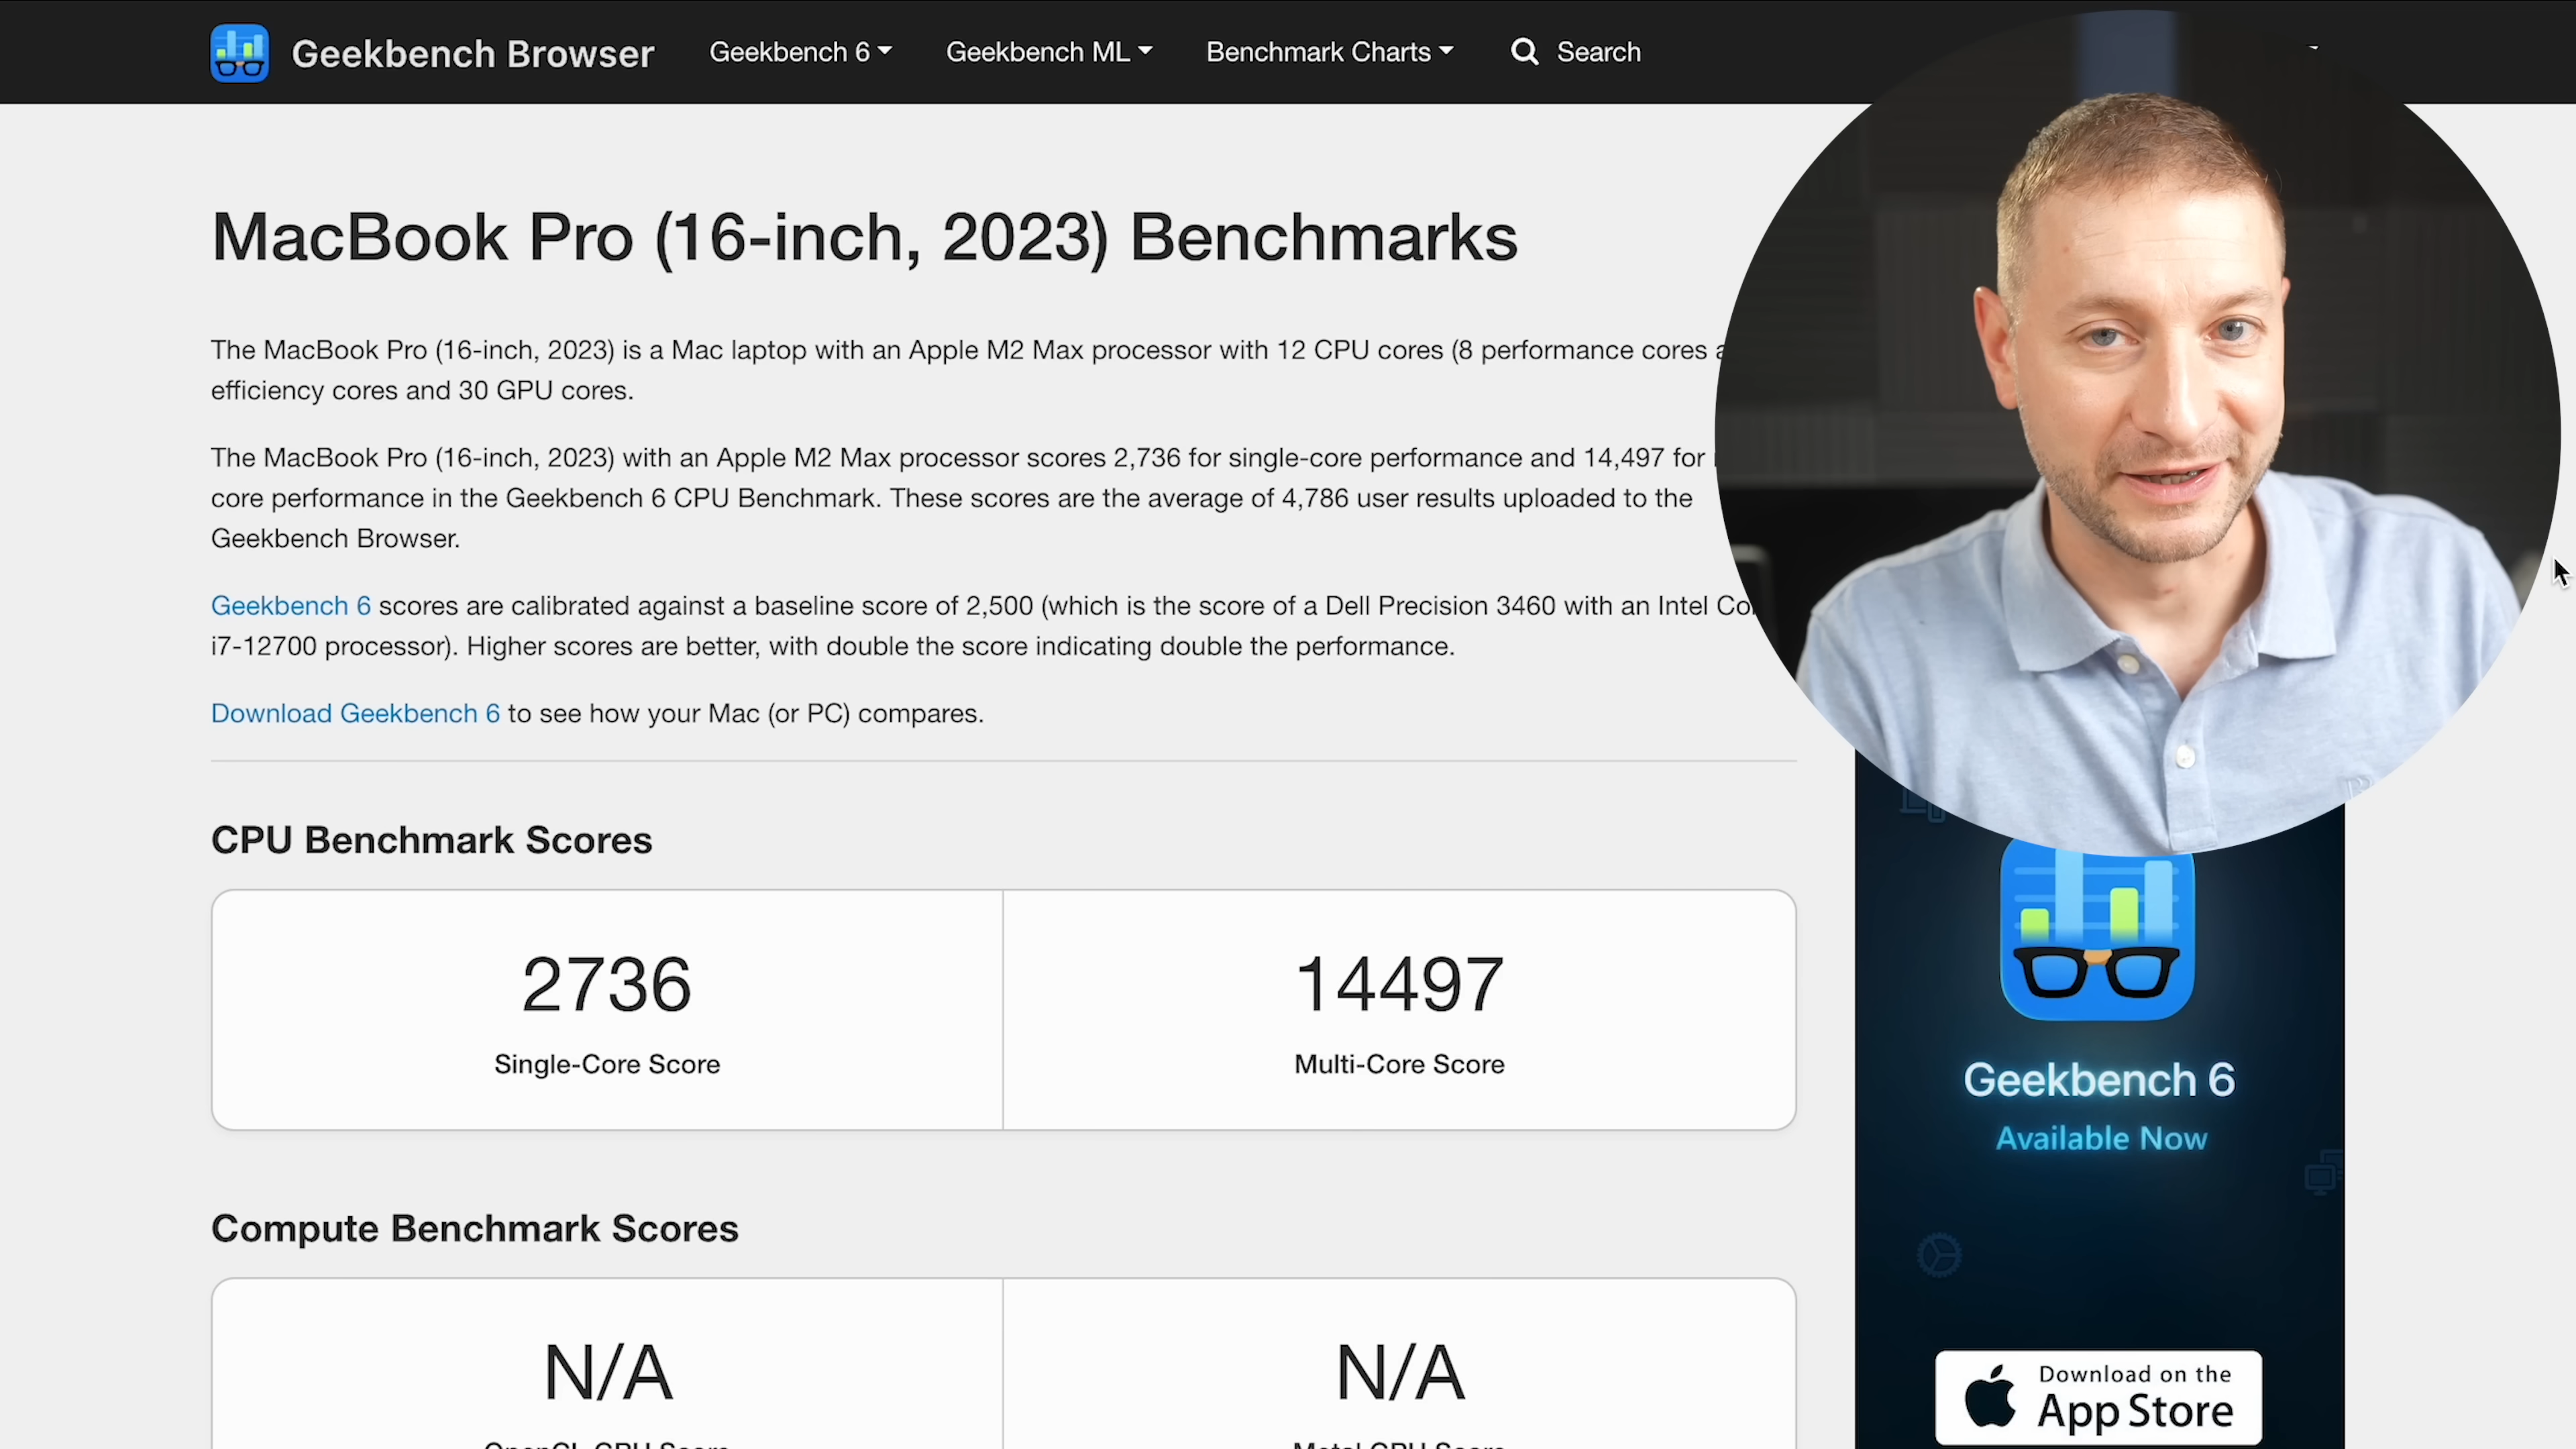 Geekbench Browser Geekbench 6 Geekbench ML Benchmark Charts Search
MacBook Pro (16-inch, 2023) Benchmarks
The MacBook Pro (16-inch, 2023) is a Mac laptop with an Apple M2 Max processor with 12 CPU cores (8 performance cores
efficiency cores and 30 GPU cores.
The MacBook Pro (16-inch, 2023) with an Apple M2 Max processor scores 2,736 for single-core performance and 14,497 for
core performance in the Geekbench 6 CPU Benchmark. These scores are the average of 4,786 user results uploaded to the
Geekbench Browser.
Geekbench 6 scores are calibrated against a baseline score of 2,500 (which is the score of a Dell Precision 3460 with an Intel
i7-12700 processor). Higher scores are better, with double the score indicating double the performance.
Download Geekbench 6 to see how your Mac (or PC) compares.
CPU Benchmark Scores
2736
Single-Core Score
14497
Multi-Core Score
Compute Benchmark Scores
N/A
OpenCL GPU Score
N/A
Metal GPU Score
Geekbench 6
Available Now
Download on the
App Store